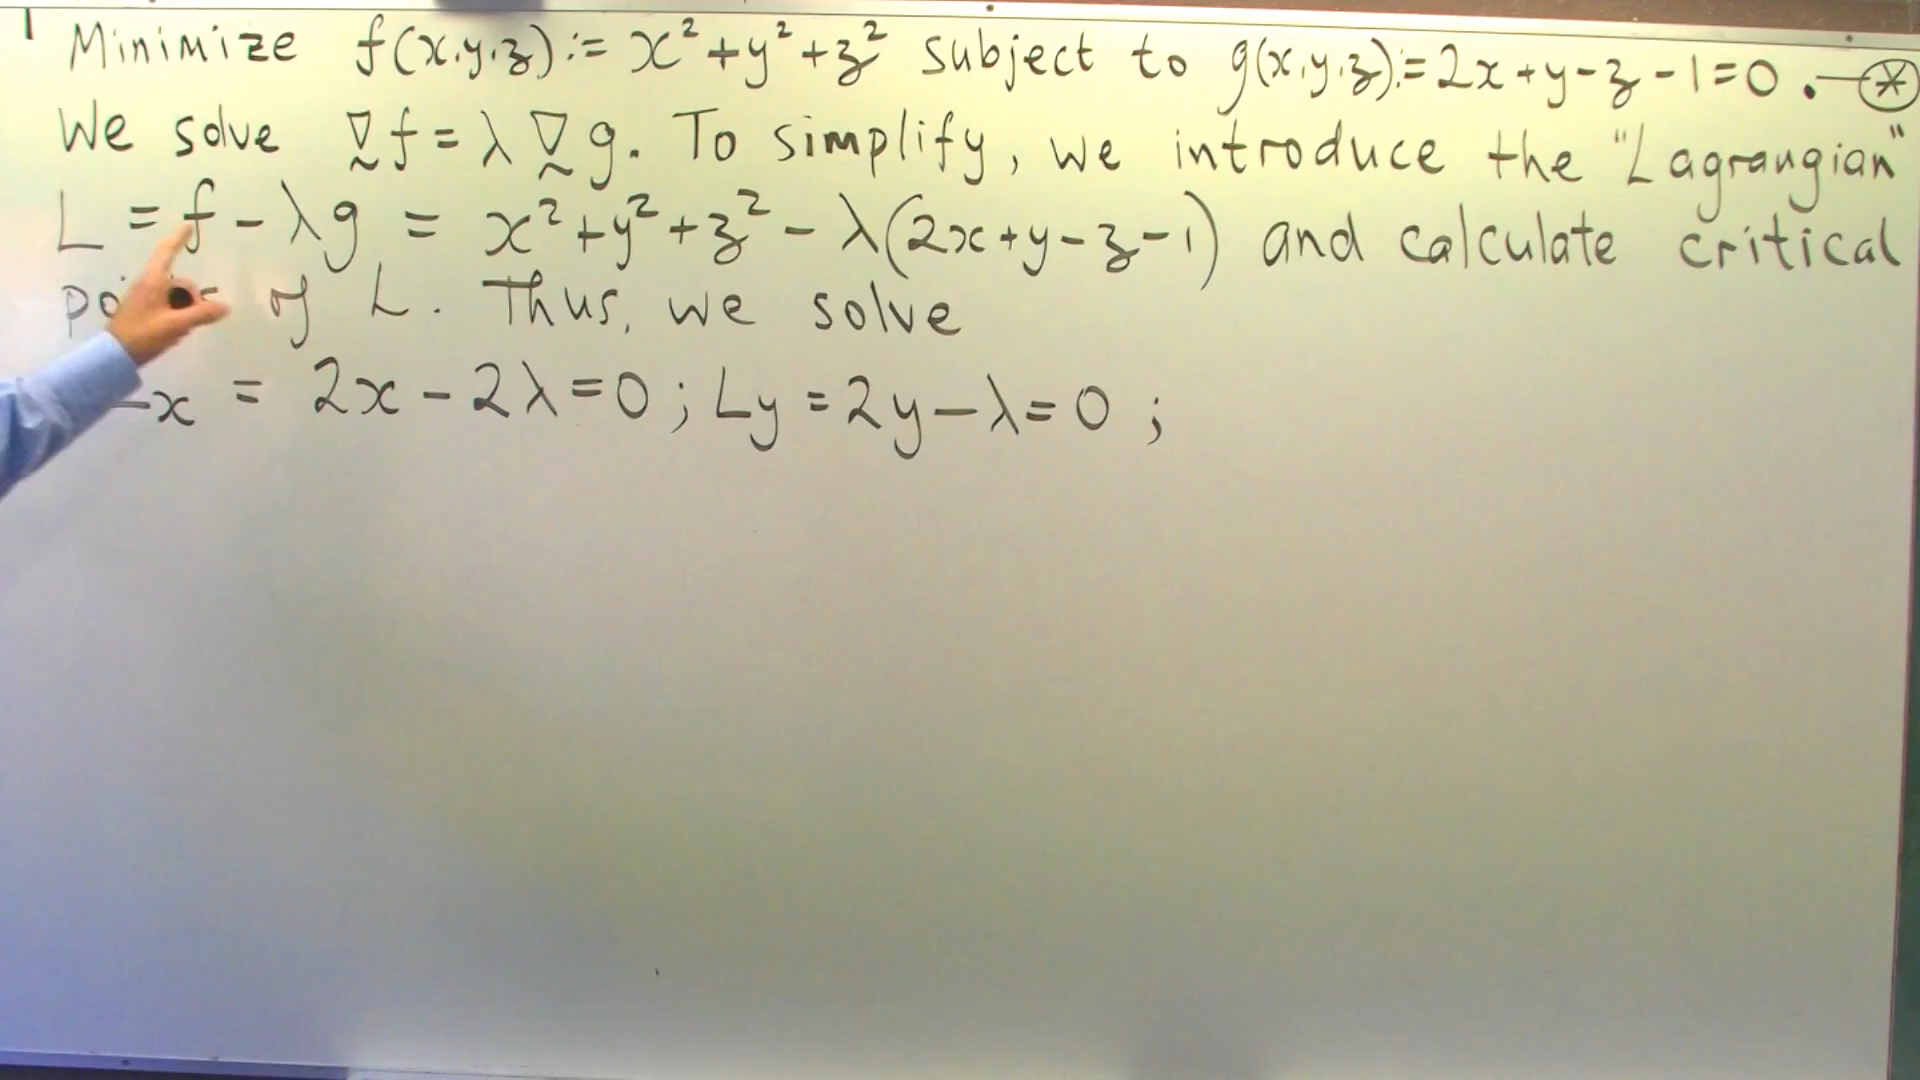 Minimize f(x,y,z):= x²+y²+z² subject to g(x,y,z):=2x+y-z-1=0. —⊛
We solve ∇̰f = λ∇̰g. To simplify, we introduce the "Lagrangian"
L = f - λg = x²+y²+z² - λ(2x+y-z-1) and calculate critical
of L. Thus, we solve
x = 2x - 2λ = 0 ; Ly = 2y - λ = 0 ;